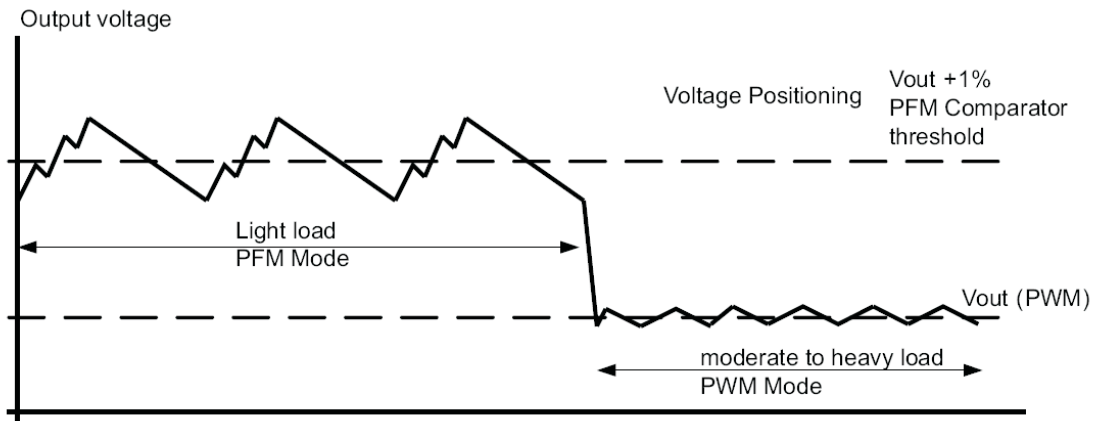 Output voltage
Voltage Positioning
Vout +1%
PFM Comparator
threshold
Light load
PFM Mode
Vout (PWM)
moderate to heavy load
PWM Mode